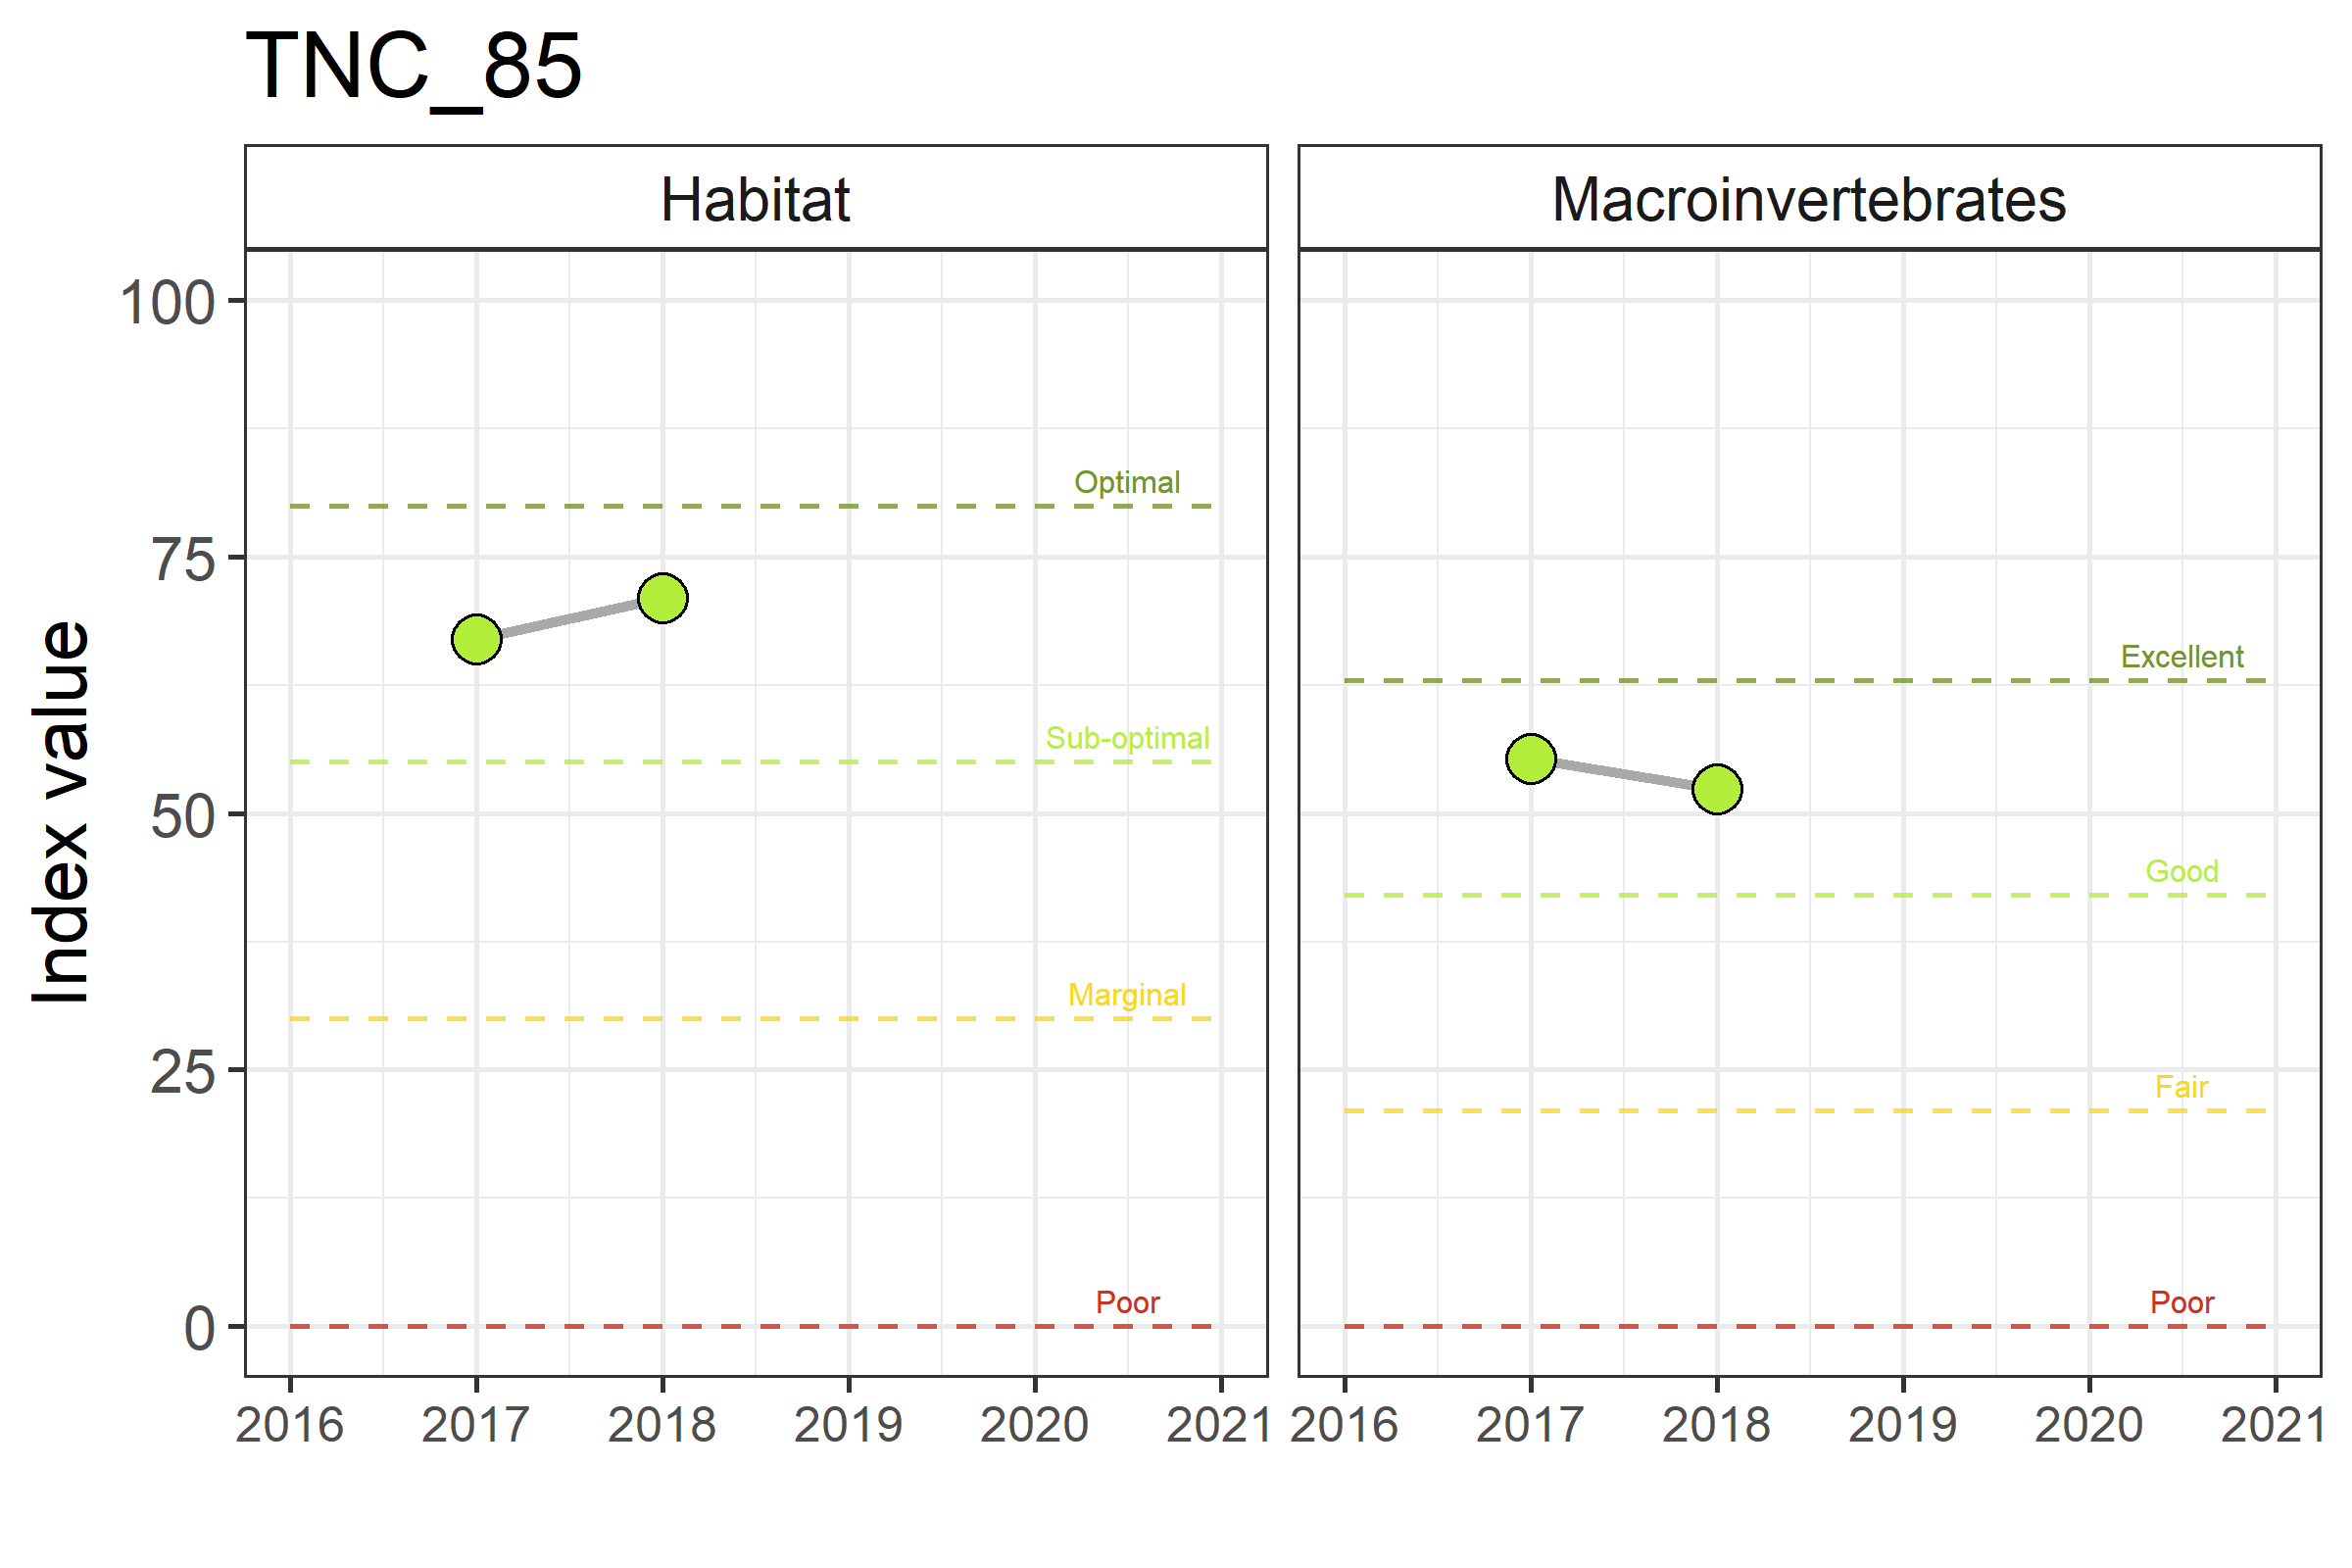 TNC_85
Habitat
Macroinvertebrates
Index value
100
75
50
25
0
Optimal
Sub-optimal
Marginal
Poor
Excellent
Good
Fair
Poor
2016 2017 2018 2019 2020 2021
2016 2017 2018 2019 2020 2021